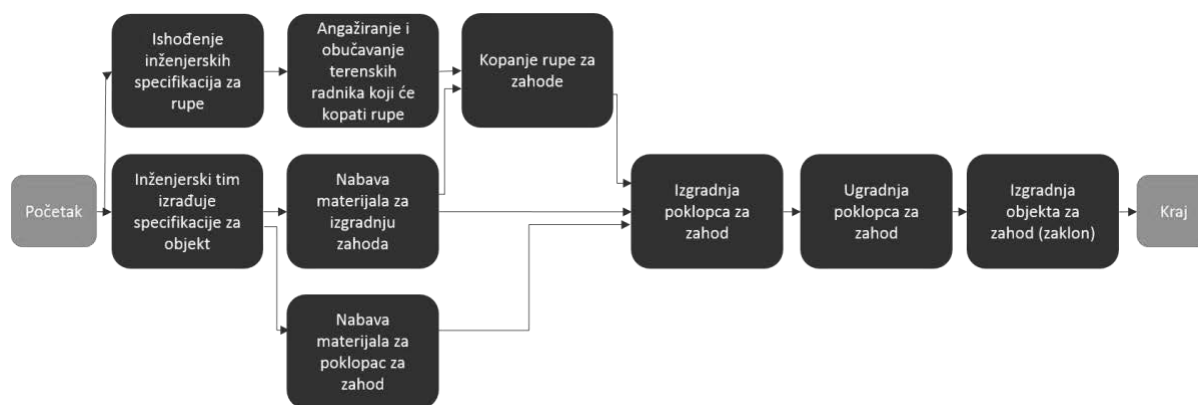 Ishođenje
inženjerskih
specifikacija za
rupe
Angažiranje i
obučavanje
terenskih
radnika koji će
kopati rupe
Kopanje rupe za
zahode
Početak
Inženjerski tim
izrađuje
specifikacije za
objekt
Nabava
materijala za
izgradnju
zahoda
Nabava
materijala za
poklopac za
zahod
Izgradnja
poklopca za
zahod
Ugradnja
poklopca za
zahod
Izgradnja
objekta za
zahod (zaklon)
Kraj